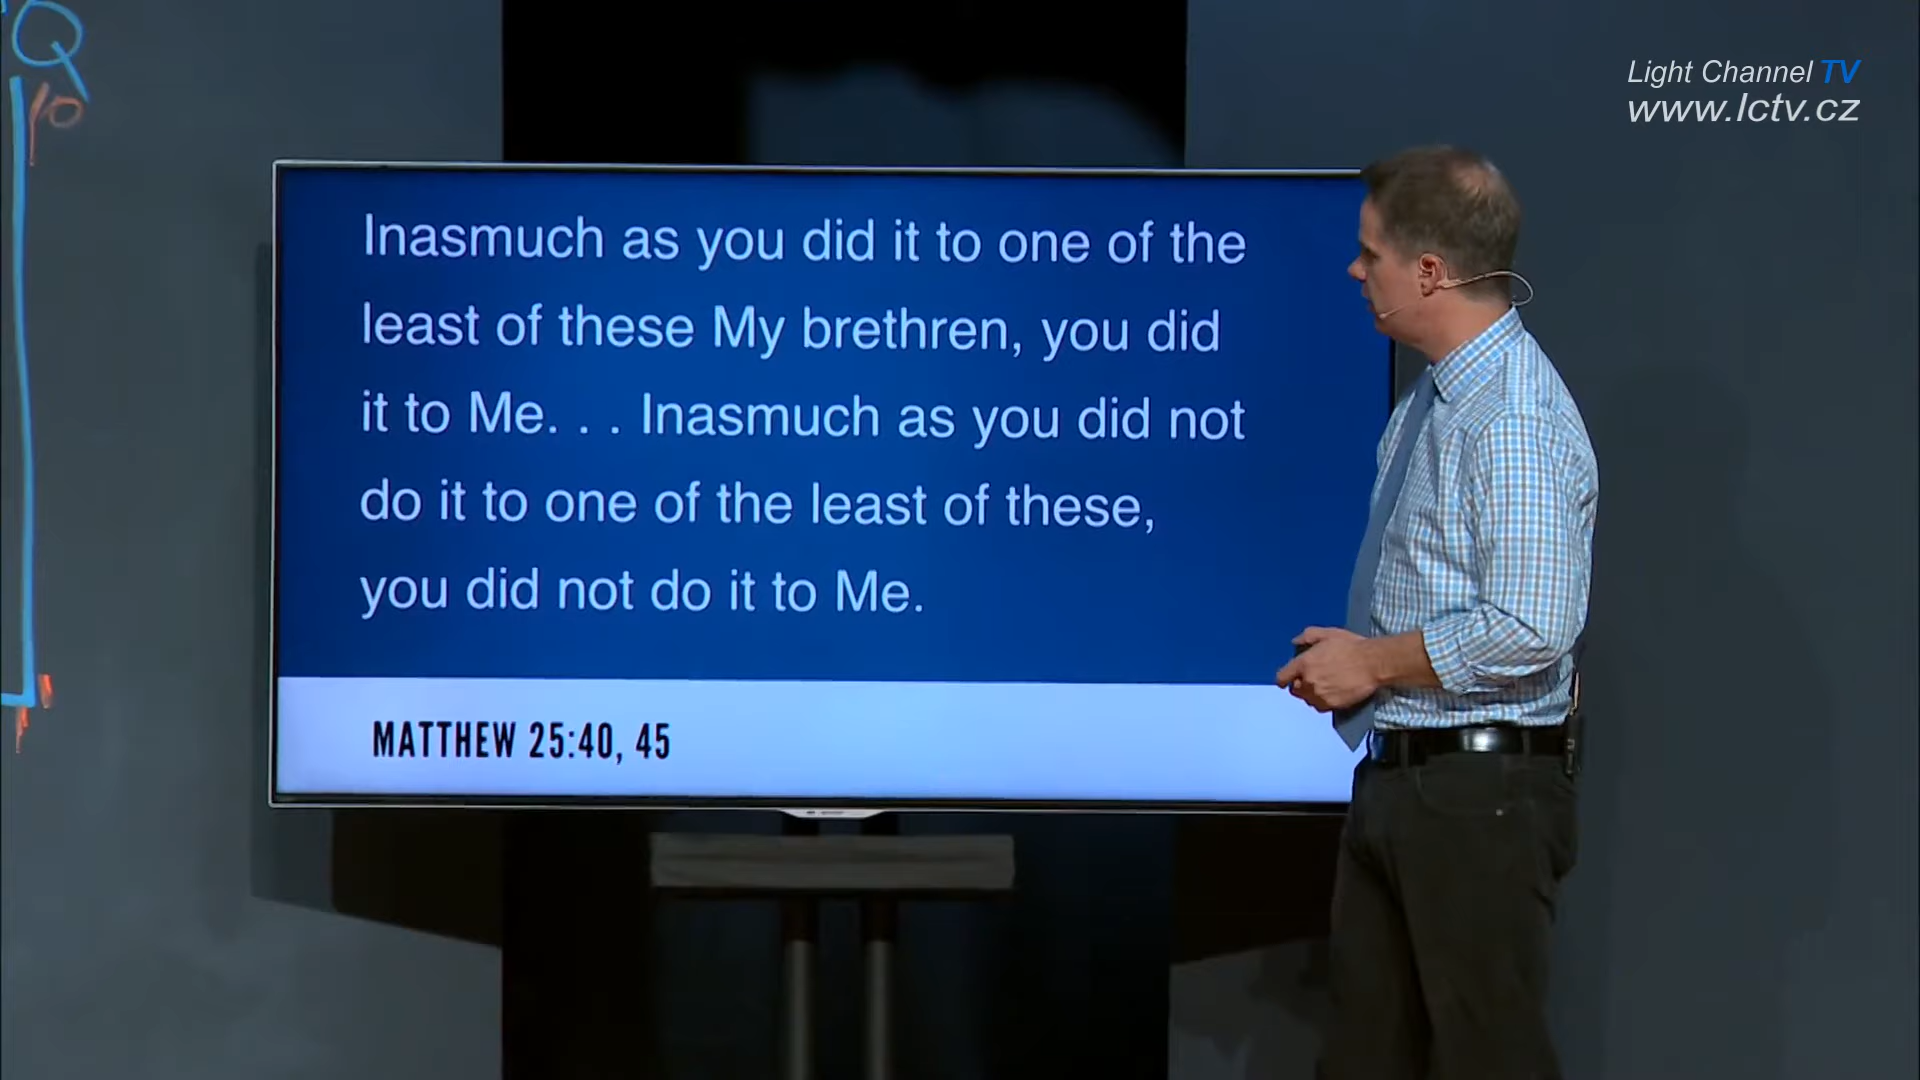 Q
10
Light Channel TV
www.lctv.cz
Inasmuch as you did it to one of the
least of these My brethren, you did
it to Me. . . Inasmuch as you did not
do it to one of the least of these,
you did not do it to Me.
MATTHEW 25:40, 45